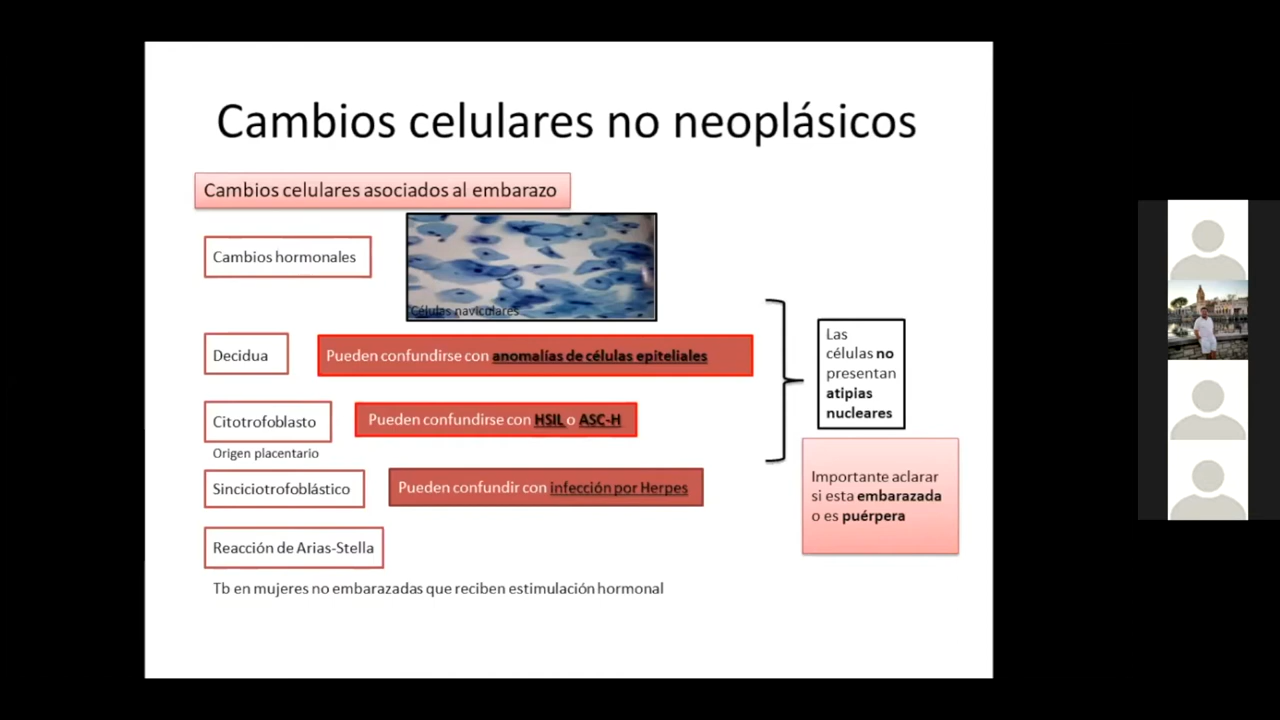 Cambios celulares no neoplásicos
Cambios celulares asociados al embarazo
Cambios hormonales
Células naviculares
Decidua
Pueden confundirse con anomalías de células epiteliales
Citotrofoblasto
Pueden confundirse con HSIL o ASC-H
Origen placentario
Sinciciotrofoblástico
Pueden confundir con infección por Herpes
Reacción de Arias-Stella
Tb en mujeres no embarazadas que reciben estimulación hormonal
Las
células no
presentan
atipias
nucleares
Importante aclarar
si esta embarazada
o es puérpera